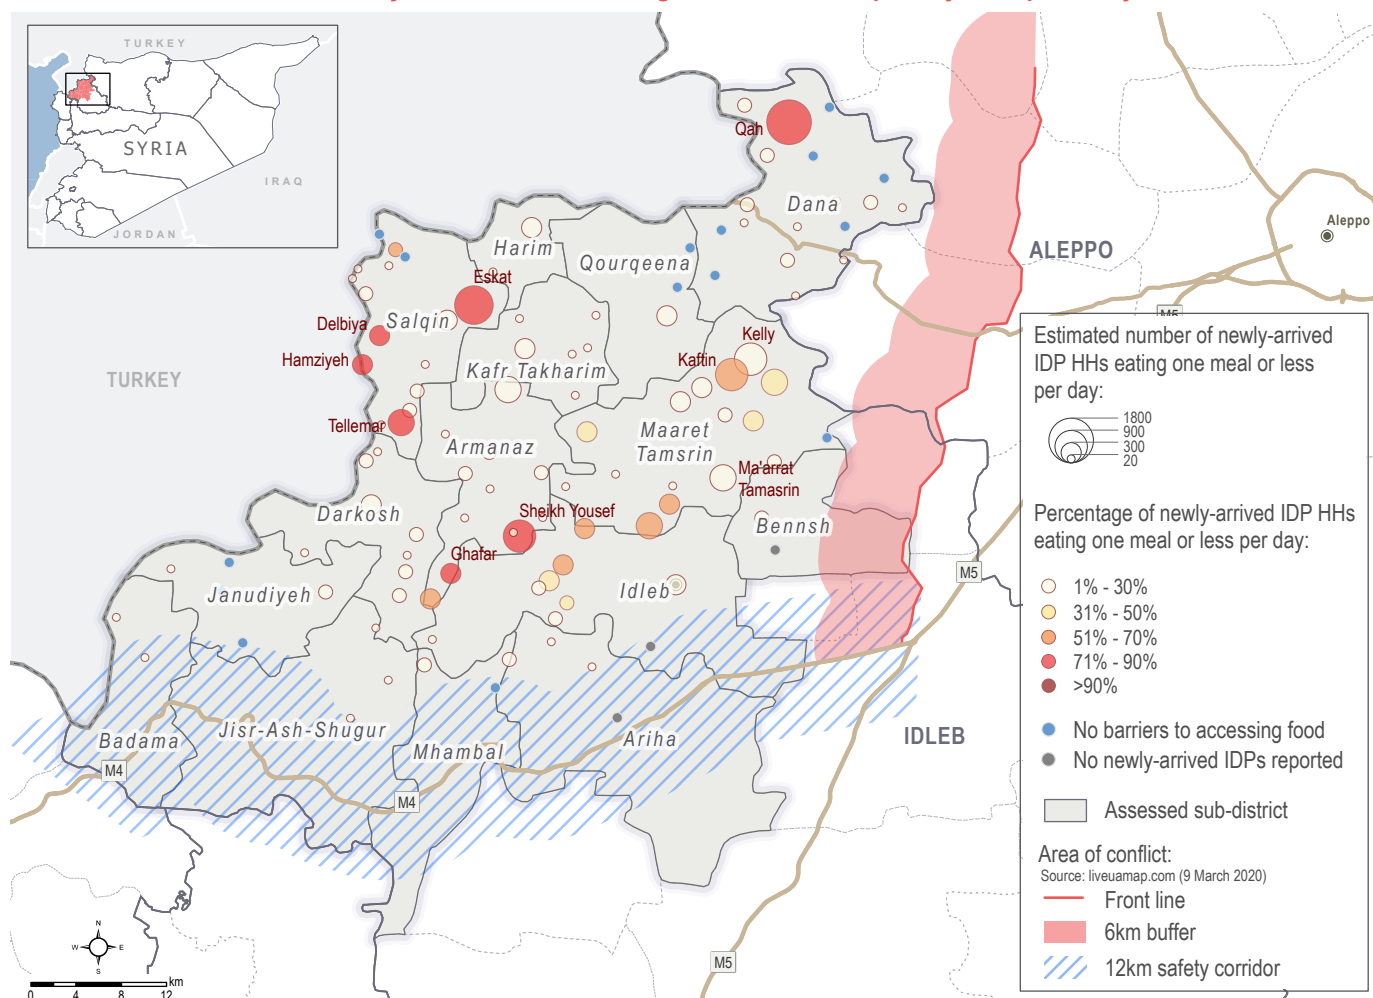 TURKEY
SYRIA
IRAQ
JORDAN
Qah
Dana
Aleppo
ALEPPO
Harim
Qourqeena
Eskat
Salqin
Delbiya
Hamziyeh
TURKEY
Kelly
Kaftin
Kafr Takharim
Tellemar
Armanaz
Maaret
Tamsrin
Ma'arrat
Tamasrin
Darkosh
Sheikh Yousef
Bennsh
Ghafar
Janudiyeh
Idleb
M5
Badama
Jisr-Ash-Shugur
Mhambal
Ariha
IDLEB
M4
M4
M5
M5
N
W
E
S
km
0 4 8 12
Estimated number of newly-arrived
IDP HHs eating one meal or less
per day:
1800
900
300
20
Percentage of newly-arrived IDP HHs
eating one meal or less per day:
1% - 30%
31% - 50%
51% - 70%
71% - 90%
>90%
No barriers to accessing food
No newly-arrived IDPs reported
Assessed sub-district
Area of conflict:
Source: liveuamap.com (9 March 2020)
Front line
6km buffer
12km safety corridor